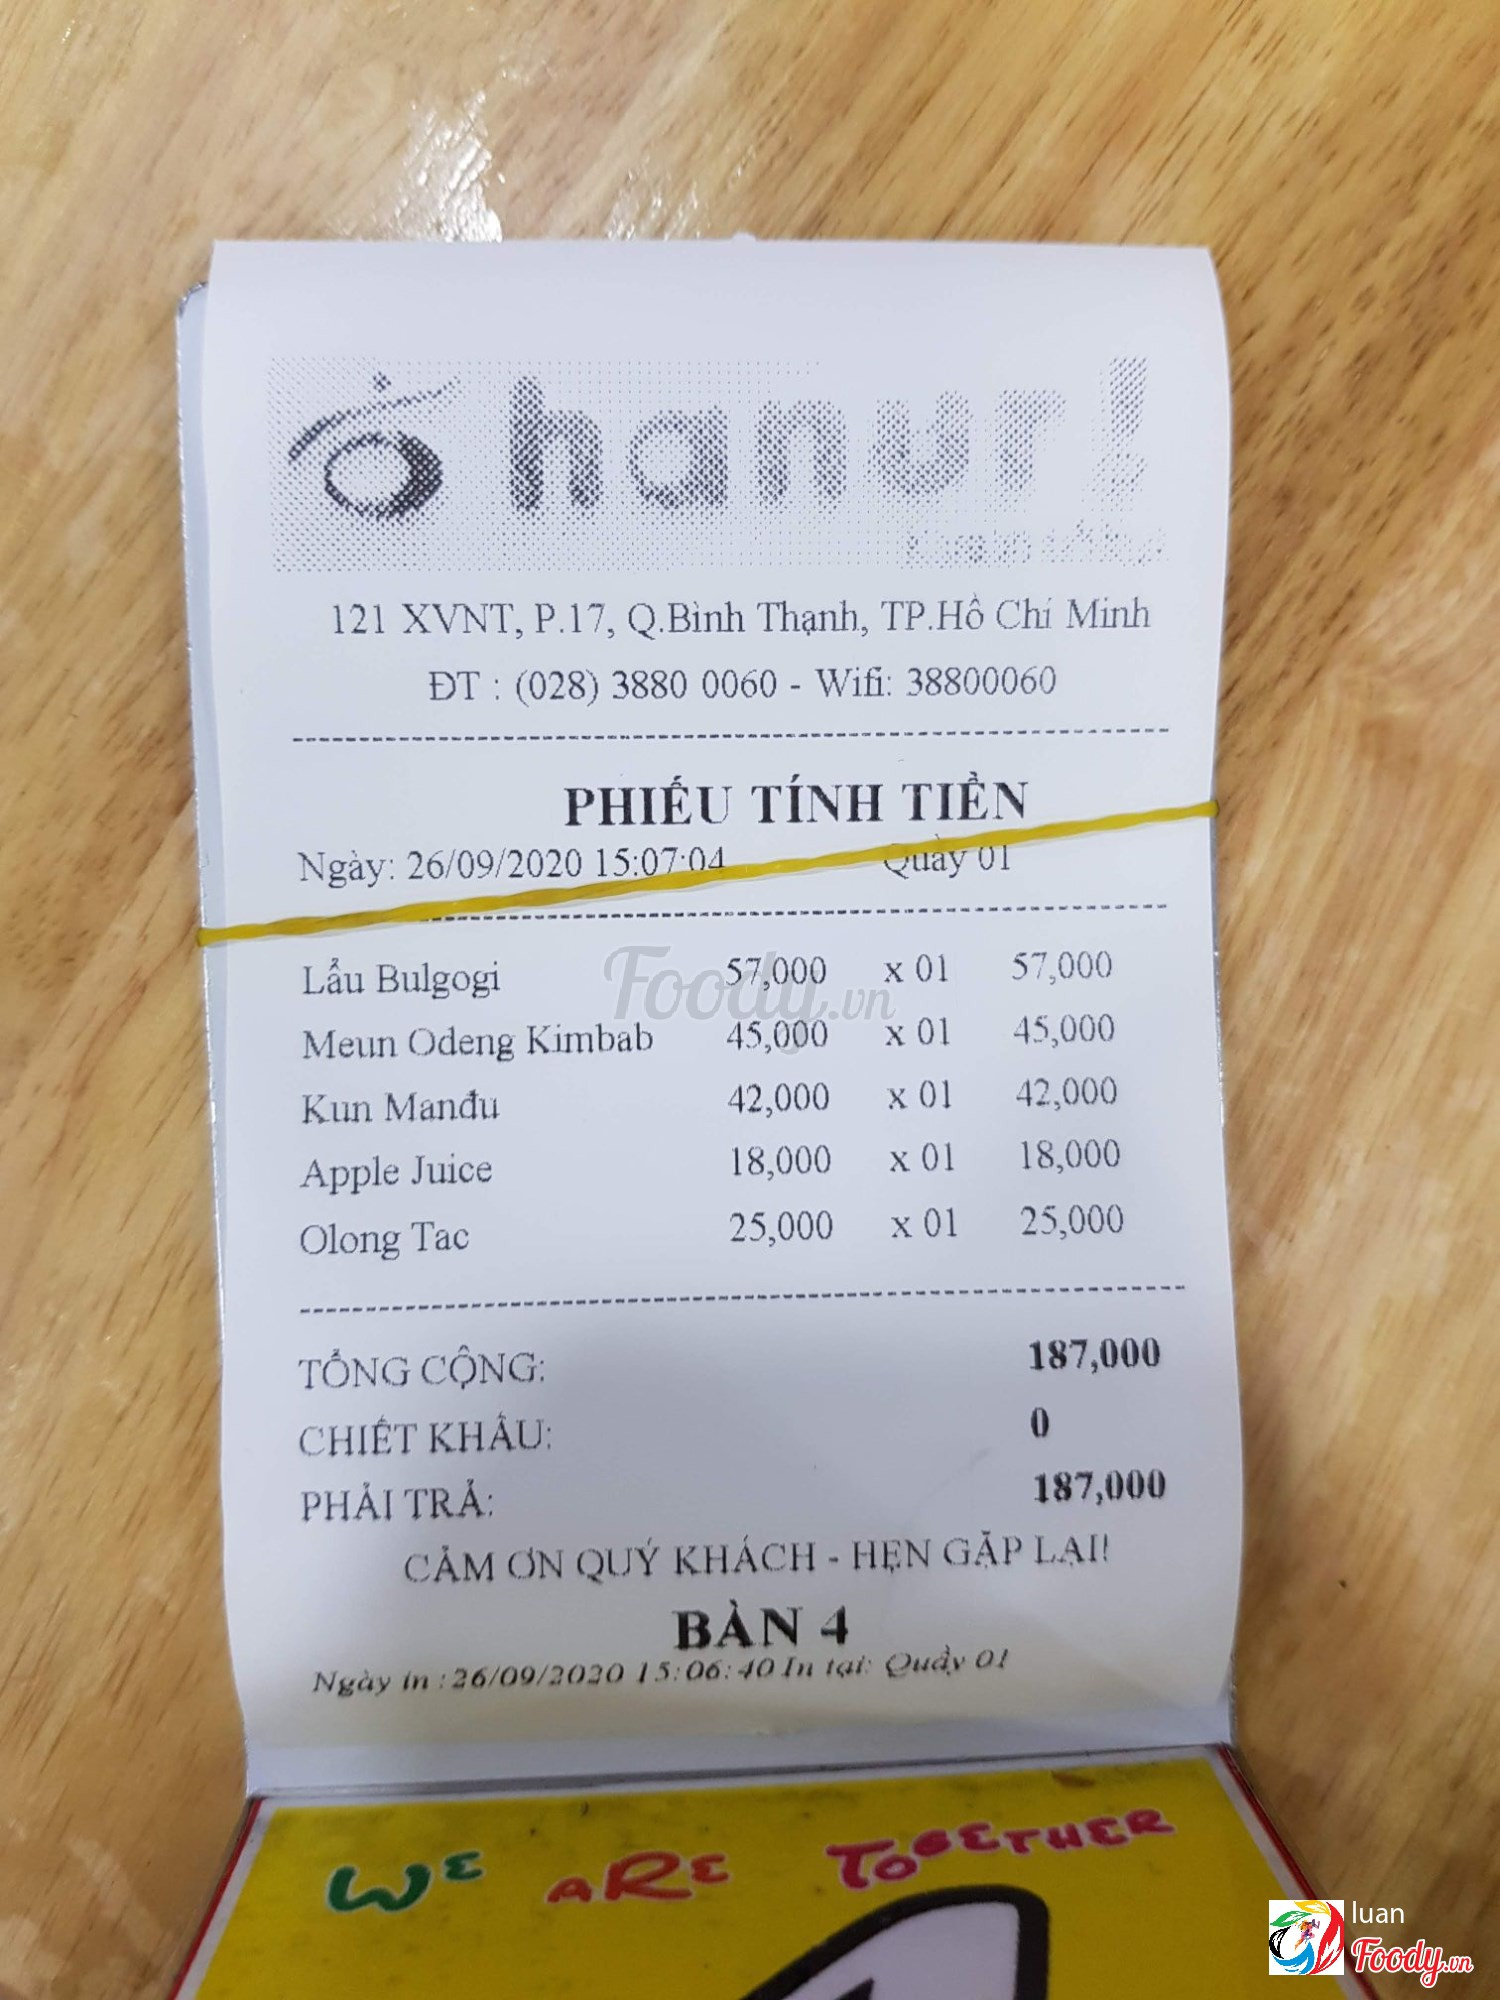 hanuri
121 XVNT, P.17, Q.Bình Thạnh, TP.Hồ Chí Minh
ĐT : (028) 3880 0060 - Wifi: 38800060
PHIẾU TÍNH TIỀN
Ngày: 26/09/2020 15:07:04 Quầy 01
Lẩu Bulgogi 57,000 x 01 57,000
Meun Odeng Kimbab 45,000 x 01 45,000
Kun Manđu 42,000 x 01 42,000
Apple Juice 18,000 x 01 18,000
Olong Tac 25,000 x 01 25,000
Foody.vn
TỔNG CỘNG: 187,000
CHIẾT KHẤU: 0
PHẢI TRẢ: 187,000
CẢM ƠN QUÝ KHÁCH - HẸN GẶP LẠI!
BÀN 4
Ngày in :26/09/2020 15:06:40 In tại: Quầy 01
WE ARE TOGETHER
luan
Foody.vn